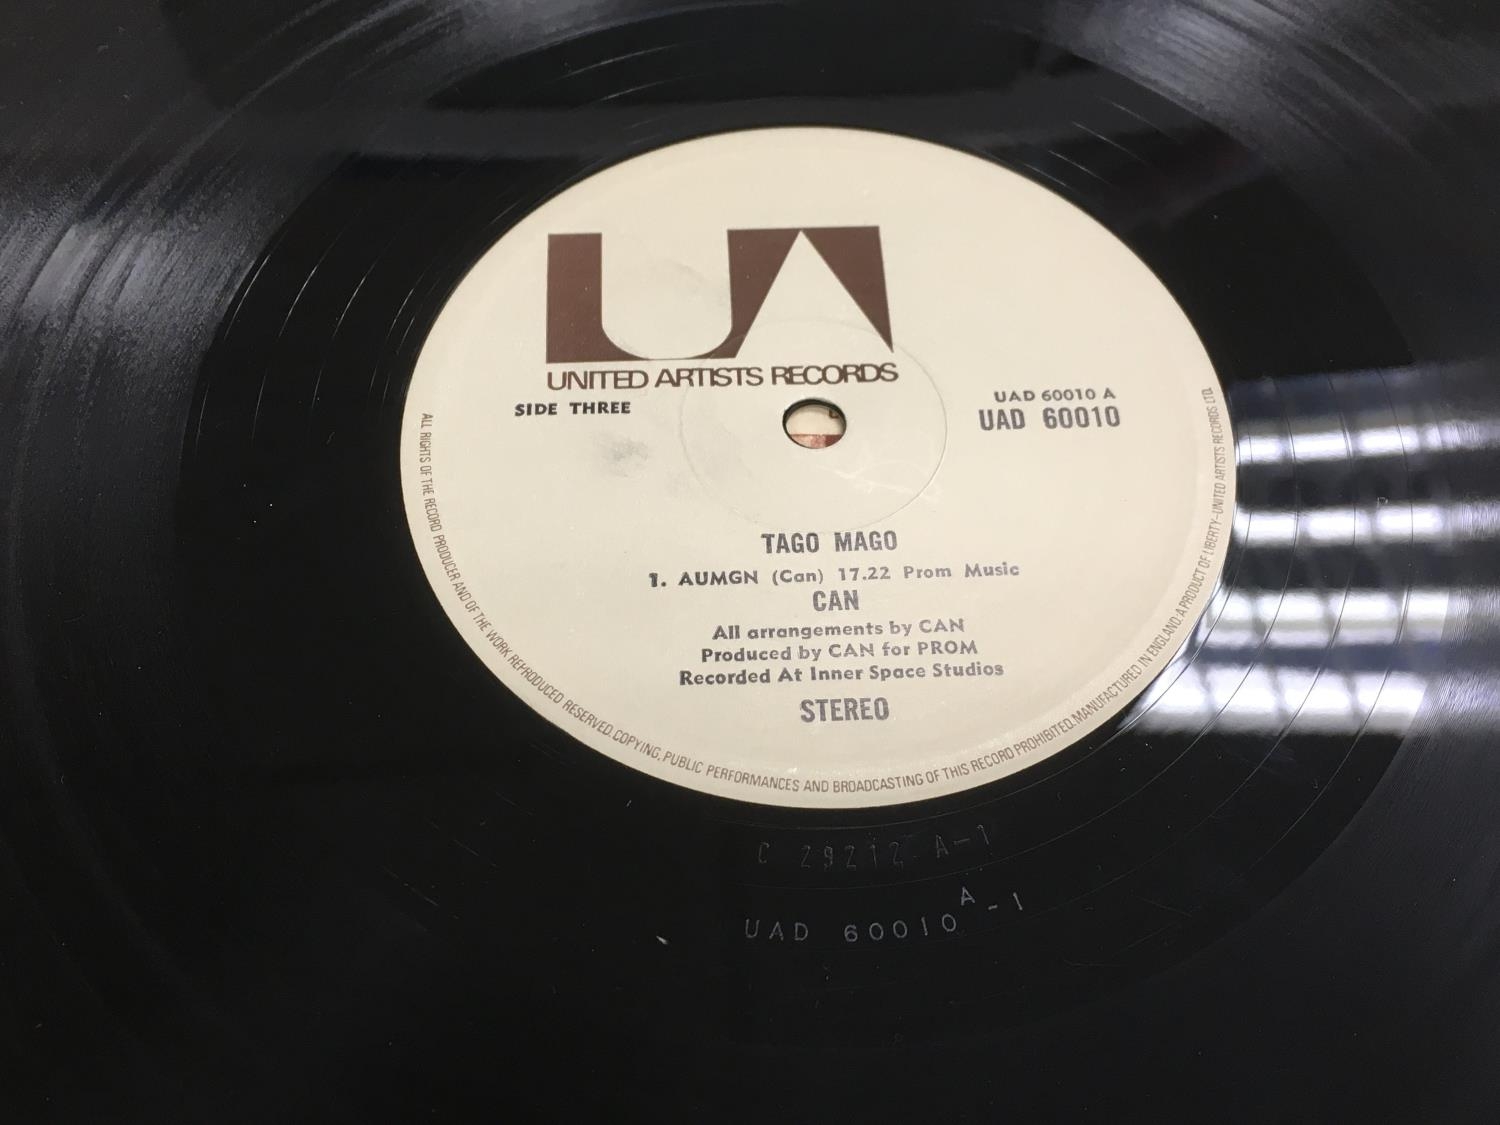 UA
UNITED ARTISTS RECORDS
SIDE THREE
UAD 60010 A
UAD 60010
TAGO MAGO
1. AUMGN (Can) 17.22 Prom Music
CAN
All arrangements by CAN
Produced by CAN for PROM
Recorded At Inner Space Studios
STEREO
ALL RIGHTS OF THE RECORD PRODUCER AND OF THE WORK REPRODUCED RESERVED. COPYING, PUBLIC PERFORMANCES AND BROADCASTING OF THIS RECORD PROHIBITED. MANUFACTURED IN ENGLAND. A PRODUCT OF LIBERTY-UNITED ARTISTS RECORDS LTD.
C 29212 A-1
UAD 60010 A - 1